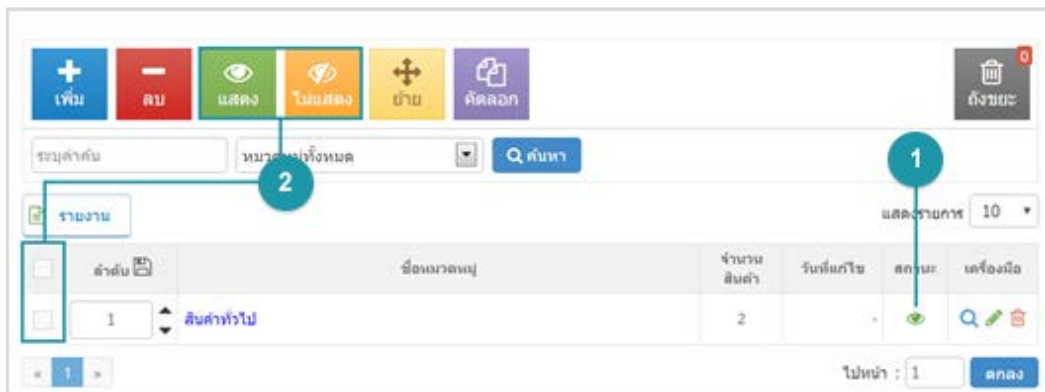 เพิ่ม ลบ แสดง ไม่แสดง ย้าย คัดลอก 0 ถังขยะ
ระบุคำค้น หมวดหมู่ทั้งหมด ค้นหา 1
2
รายงาน แสดงรายการ 10
ลำดับ ชื่อหมวดหมู่ จำนวน วันที่แก้ไข สถานะ เครื่องมือ
สินค้า
1 สินค้าทั่วไป 2 -
« 1 » ไปหน้า : 1 ตกลง